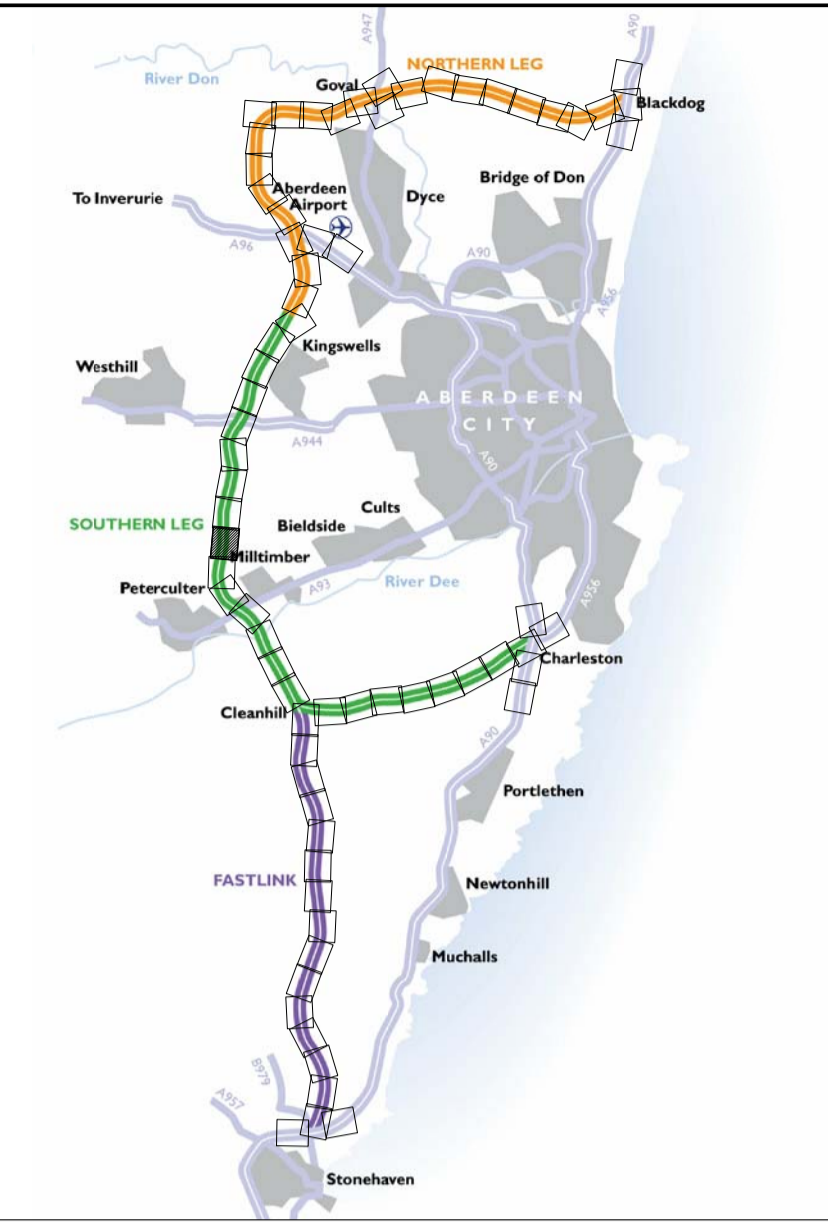 A947
A90
NORTHERN LEG
River Don
Goval
Blackdog
Bridge of Don
Aberdeen
Airport
Dyce
To Inverurie
A96
A90
A956
Kingswells
Westhill
ABERDEEN
CITY
A944
A90
Cults
SOUTHERN LEG
Bieldside
Milltimber
Peterculter
A93
River Dee
A956
Charleston
Cleanhill
A90
Portlethen
FASTLINK
Newtonhill
Muchalls
B979
A957
Stonehaven